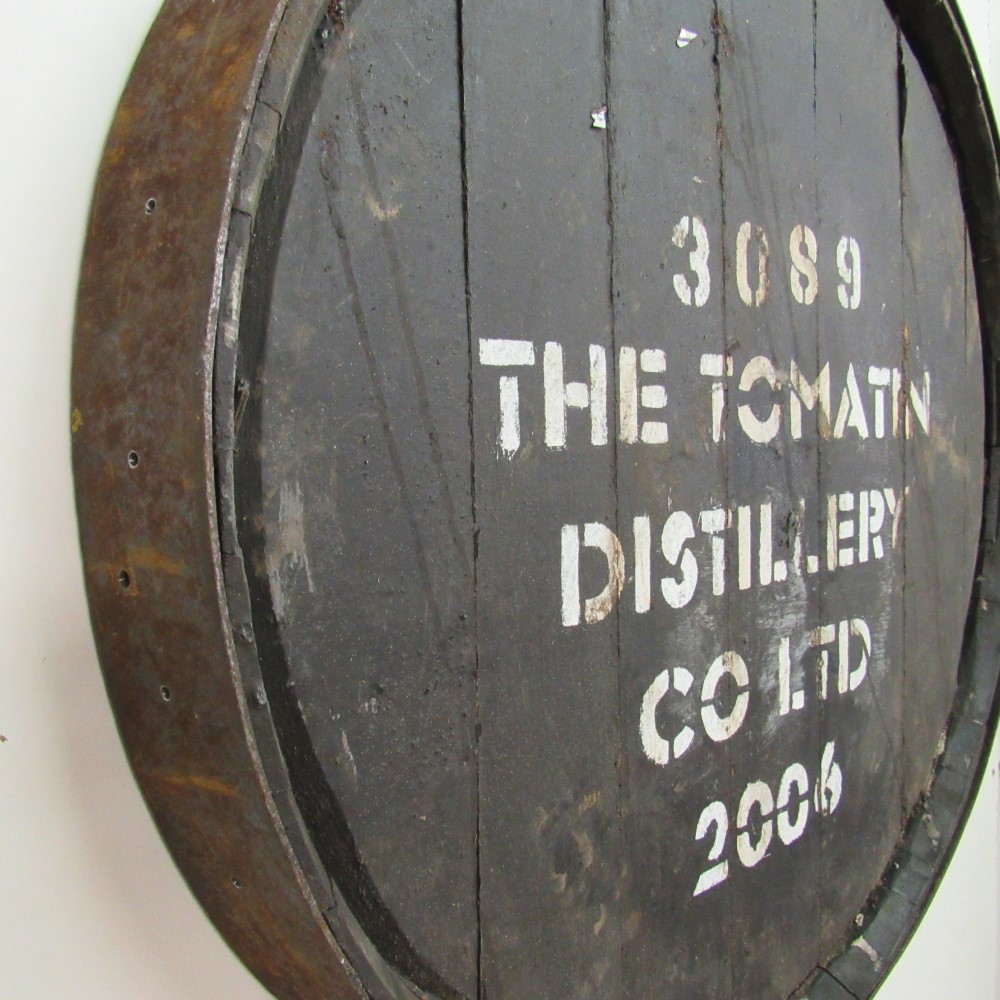 3089
THE TOMATIN
DISTILLERY
CO LTD
2006